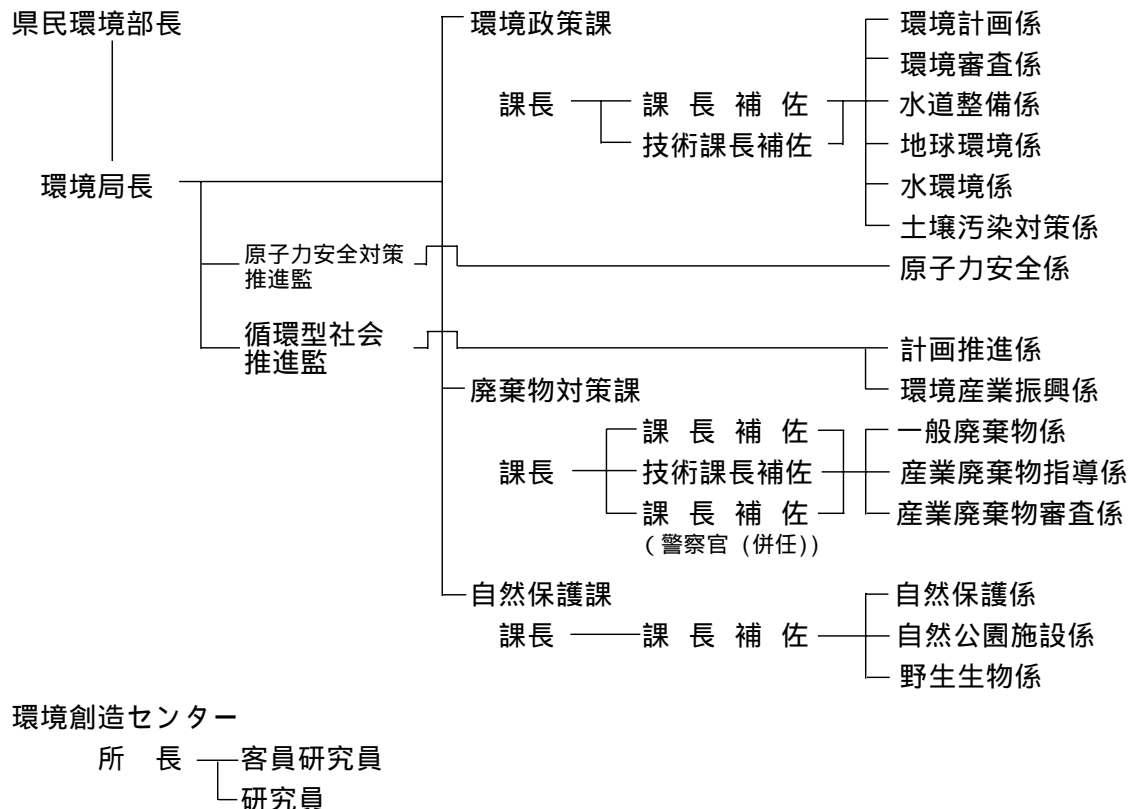 県民環境部長
環境政策課
環境計画係
環境審査係
課長 課長補佐 水道整備係
技術課長補佐 地球環境係
環境局長 水環境係
土壌汚染対策係
原子力安全対策
推進監
原子力安全係
循環型社会
推進監
計画推進係
廃棄物対策課 環境産業振興係
課長補佐 一般廃棄物係
課長 技術課長補佐 産業廃棄物指導係
課長補佐 産業廃棄物審査係
(警察官(併任))
自然保護課 自然保護係
課長 課長補佐 自然公園施設係
野生生物係
環境創造センター
所長 客員研究員
研究員